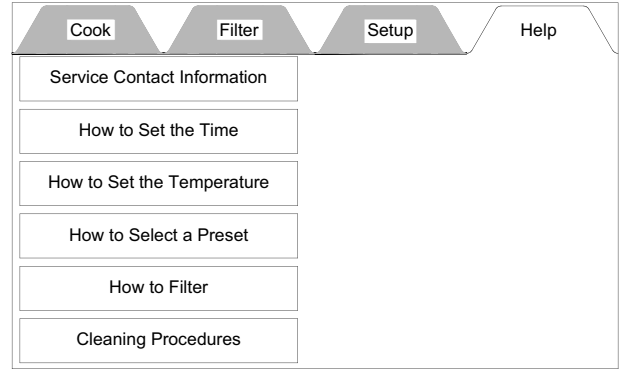 Cook
Filter
Setup
Help
Service Contact Information
How to Set the Time
How to Set the Temperature
How to Select a Preset
How to Filter
Cleaning Procedures